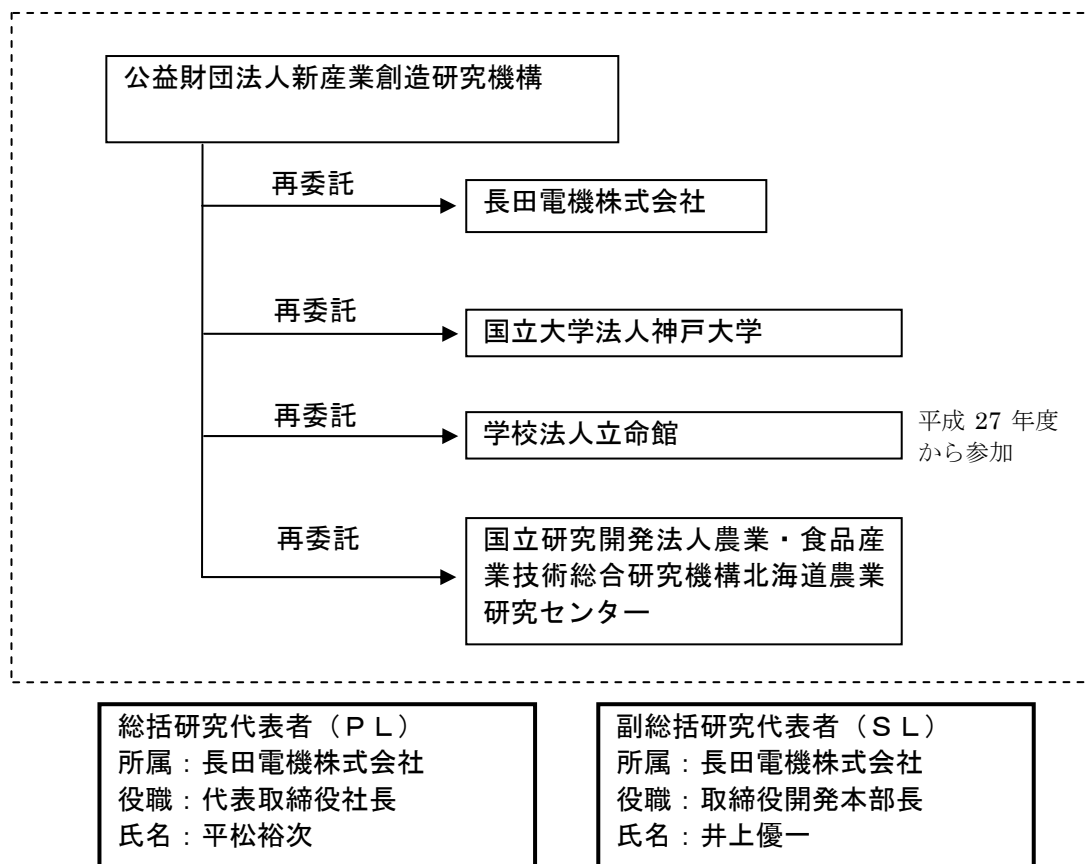 公益財団法人新産業創造研究機構
再委託
長田電機株式会社
再委託
国立大学法人神戸大学
再委託
学校法人立命館
平成 27 年度
から参加
再委託
国立研究開発法人農業・食品産
業技術総合研究機構北海道農業
研究センター
総括研究代表者（ＰＬ）
所属：長田電機株式会社
役職：代表取締役社長
氏名：平松裕次
副総括研究代表者（ＳＬ）
所属：長田電機株式会社
役職：取締役開発本部長
氏名：井上優一